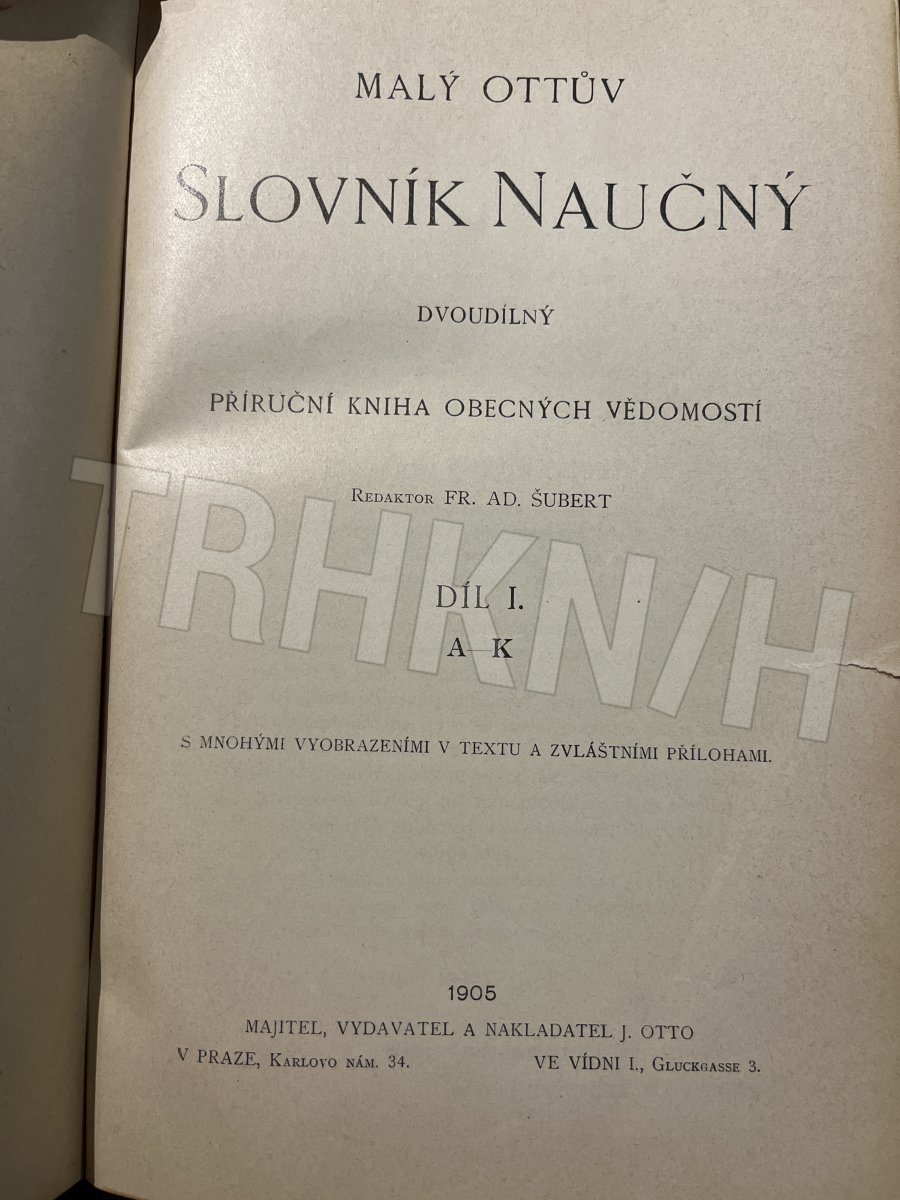 MALÝ OTTŮV
SLOVNÍK NAUČNÝ
DVOUDÍLNÝ
PŘÍRUČNÍ KNIHA OBECNÝCH VĚDOMOSTÍ
REDAKTOR FR. AD. ŠUBERT
TRHKN/H
DÍL I.
A—K
S MNOHÝMI VYOBRAZENÍMI V TEXTU A ZVLÁŠTNÍMI PŘÍLOHAMI.
1905
MAJITEL, VYDAVATEL A NAKLADATEL J. OTTO
V PRAZE, KARLOVO NÁM. 34. VE VÍDNI I., GLUCKGASSE 3.